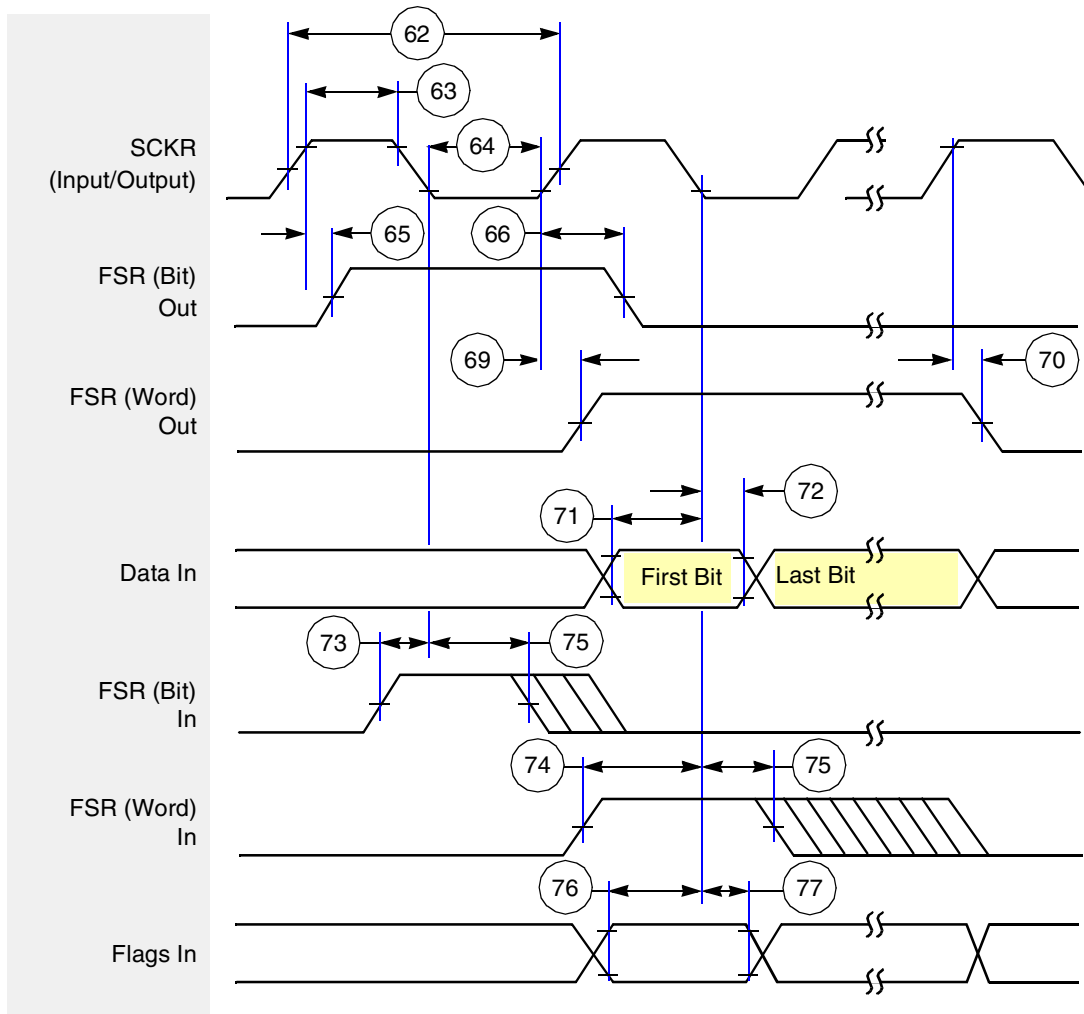 62
63
SCKR
(Input/Output)
64
65
66
FSR (Bit)
Out
69
70
FSR (Word)
Out
71
72
Data In
First Bit
Last Bit
73
75
FSR (Bit)
In
74
75
FSR (Word)
In
76
77
Flags In